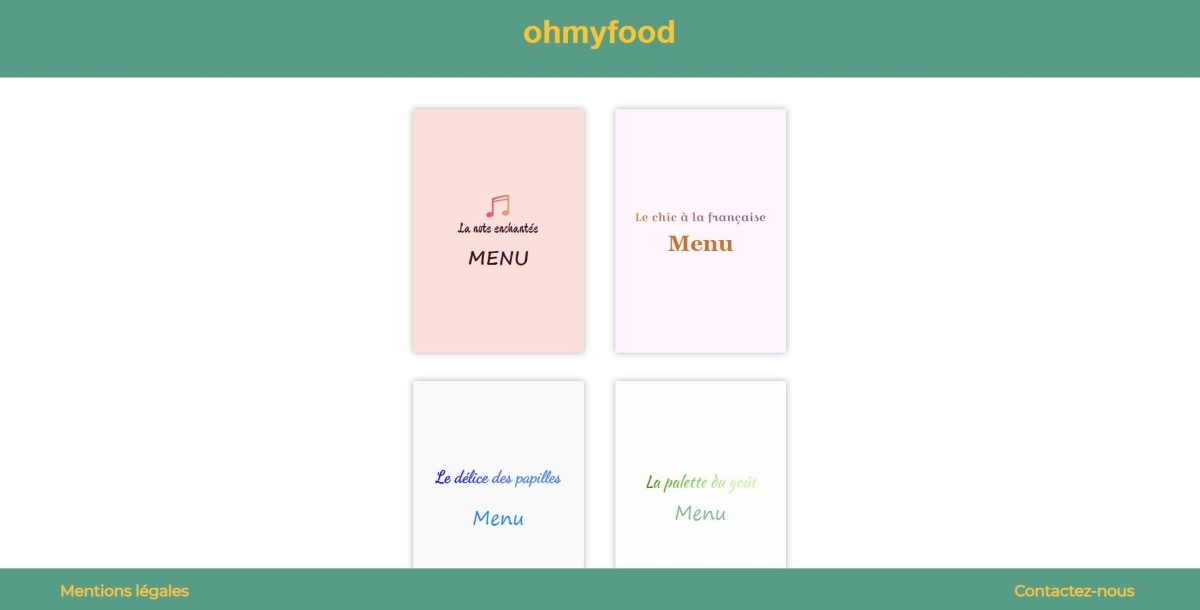 ohmyfood
La note enchantée
MENU
Le chic à la française
Menu
Le délice des papilles
Menu
La palette du goût
Menu
Mentions légales
Contactez-nous